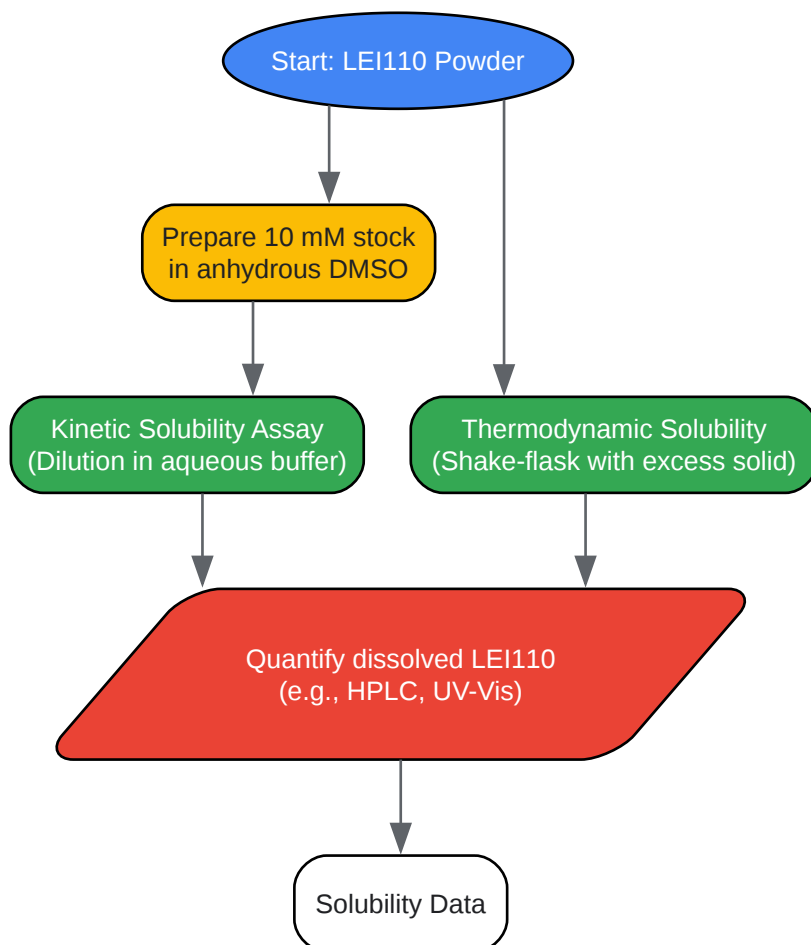 Start: LEI110 Powder
Prepare 10 mM stock
in anhydrous DMSO
Kinetic Solubility Assay
(Dilution in aqueous buffer)
Thermodynamic Solubility
(Shake-flask with excess solid)
Quantify dissolved LEI110
(e.g., HPLC, UV-Vis)
Solubility Data